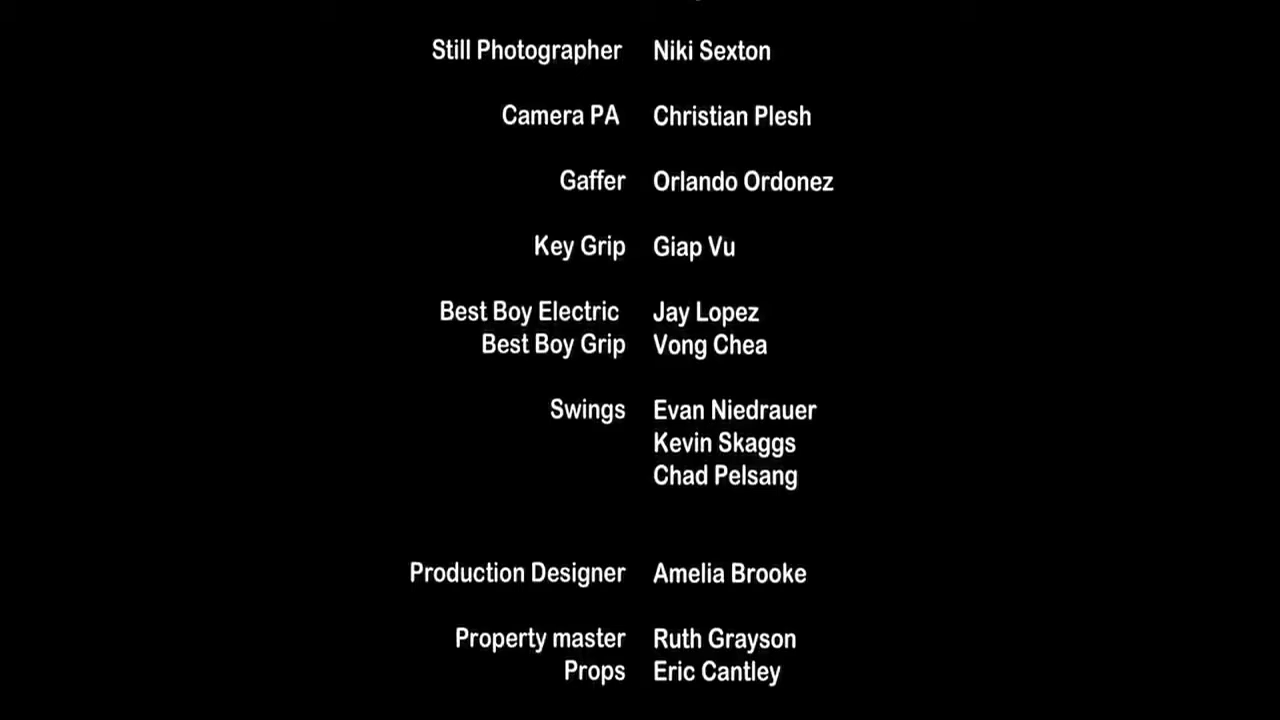 Still Photographer Niki Sexton
Camera PA Christian Plesh
Gaffer Orlando Ordonez
Key Grip Giap Vu
Best Boy Electric Jay Lopez
Best Boy Grip Vong Chea
Swings Evan Niedrauer
Kevin Skaggs
Chad Pelsang
Production Designer Amelia Brooke
Property master Ruth Grayson
Props Eric Cantley